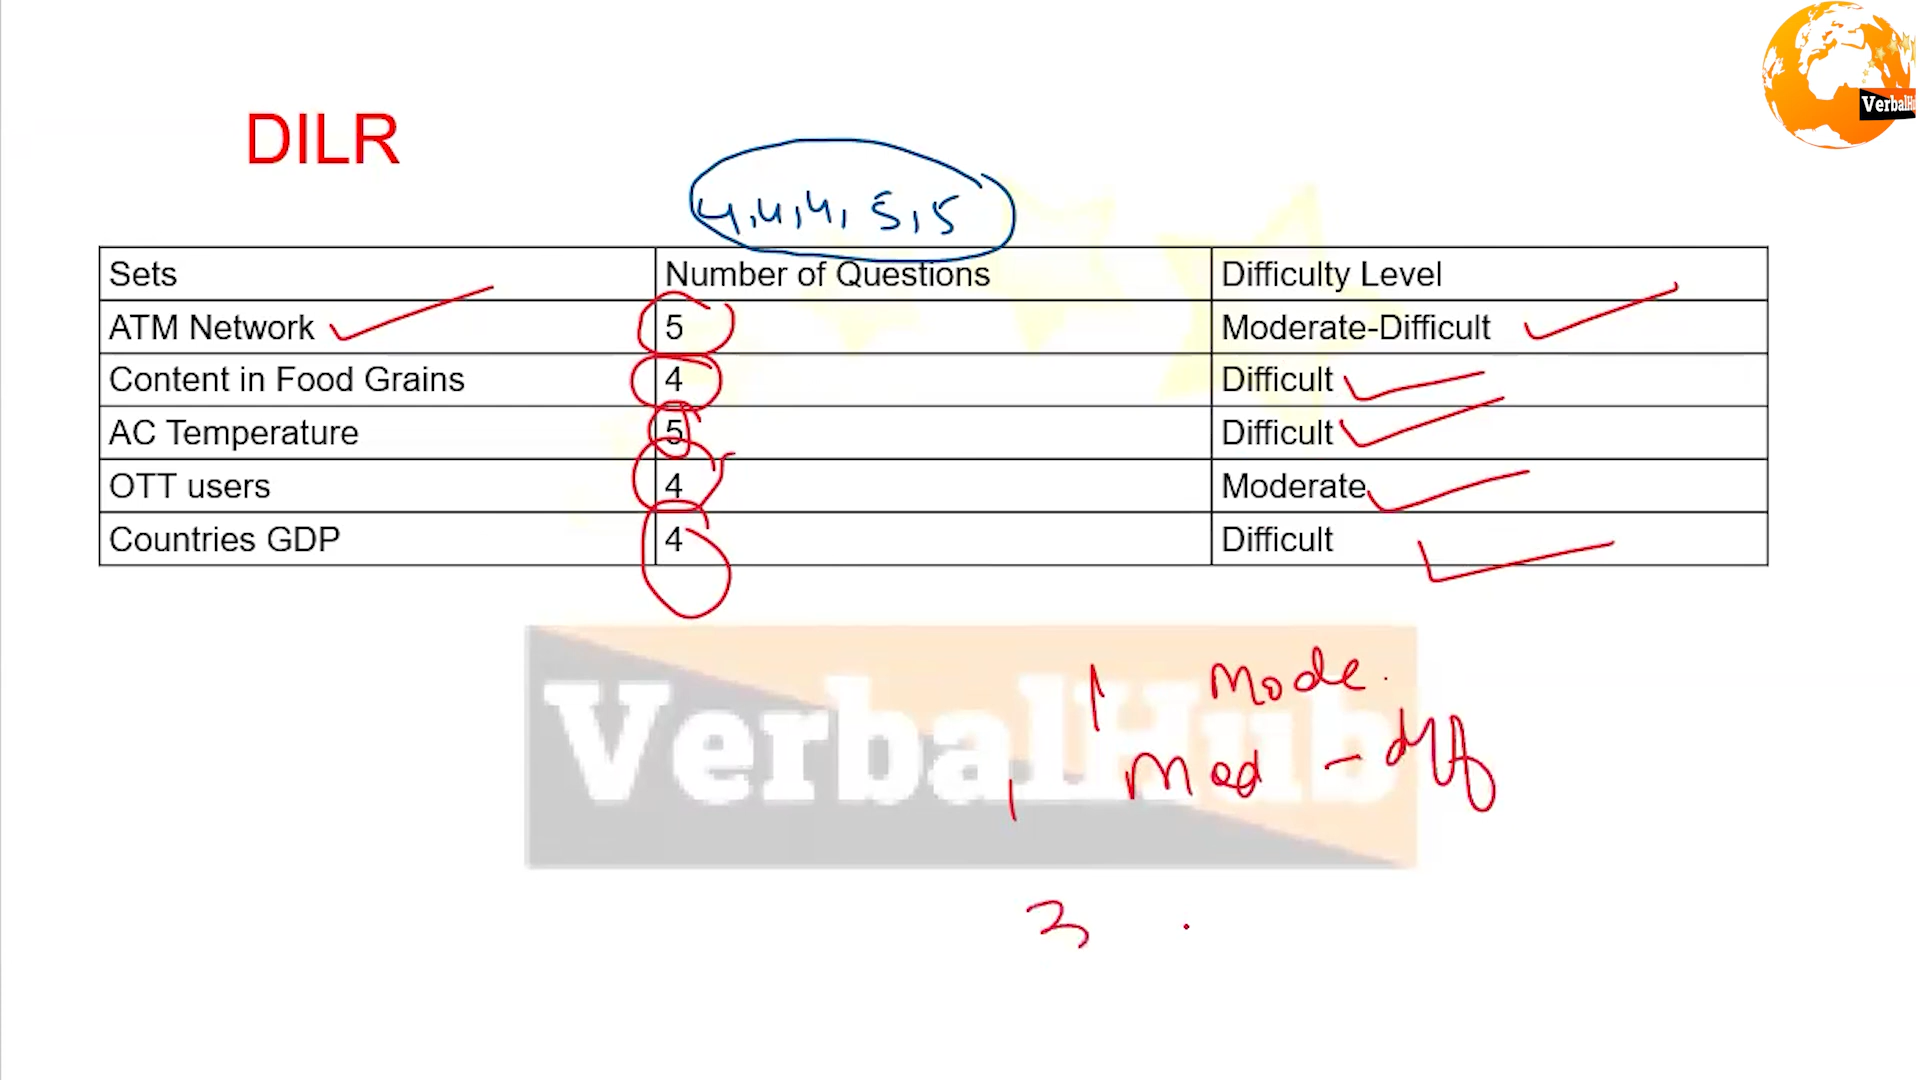 VerbalHu
DILR
4,4,4, 5,5
Sets Number of Questions Difficulty Level
ATM Network 5 Moderate-Difficult
Content in Food Grains 4 Difficult
AC Temperature 5 Difficult
OTT users 4 Moderate
Countries GDP 4 Difficult
VerbalHub
1 Mode.
1 Mod - diff
3 .